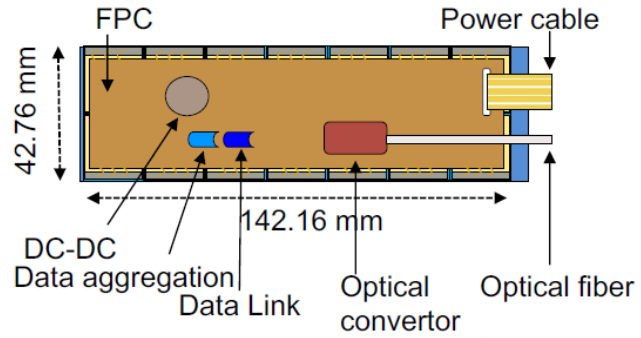 FPC
Power cable
42.76 mm
142.16 mm
DC-DC
Data aggregation
Data Link
Optical
convertor
Optical fiber